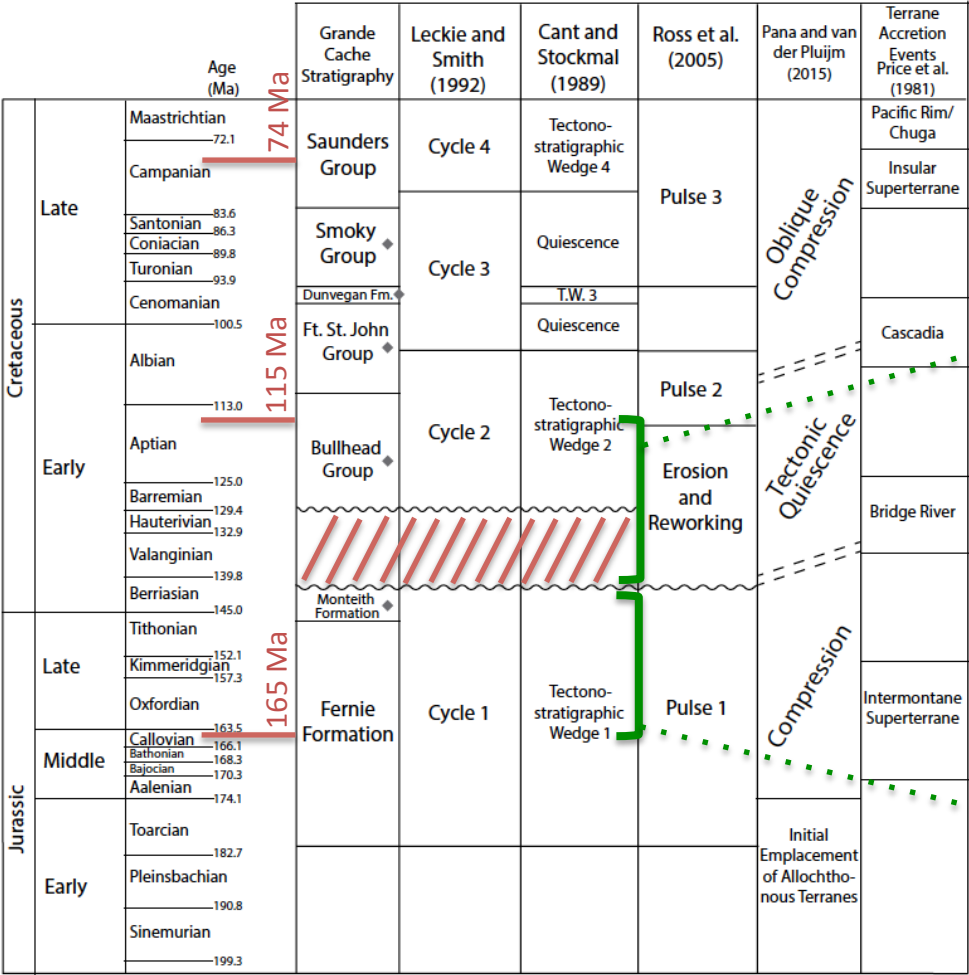 Age
(Ma)
Grande
Cache
Stratigraphy
Leckie and
Smith
(1992)
Cant and
Stockmal
(1989)
Ross et al.
(2005)
Pana and van
der Pluijm
(2015)
Terrane
Accretion
Events
Price et al.
(1981)
Cretaceous
Late
Early
Jurassic
Late
Middle
Early
Maastrichtian
72.1
Campanian
83.6
Santonian
86.3
Coniacian
89.8
Turonian
93.9
Cenomanian
100.5
Albian
113.0
Aptian
125.0
Barremian
129.4
Hauterivian
132.9
Valanginian
139.8
Berriasian
145.0
Tithonian
152.1
Kimmeridgian
157.3
Oxfordian
163.5
Callovian
166.1
Bathonian
168.3
Bajocian
170.3
Aalenian
174.1
Toarcian
182.7
Pleinsbachian
190.8
Sinemurian
199.3
74 Ma
115 Ma
165 Ma
Saunders
Group
Smoky
Group
Dunvegan Fm.
Ft. St. John
Group
Bullhead
Group
Monteith
Formation
Fernie
Formation
Cycle 4
Cycle 3
Cycle 2
Cycle 1
Tectono-
stratigraphic
Wedge 4
Quiescence
T.W. 3
Quiescence
Tectono-
stratigraphic
Wedge 2
Tectono-
stratigraphic
Wedge 1
Pulse 3
Pulse 2
Erosion
and
Reworking
Pulse 1
Oblique
Compression
Tectonic
Quiescence
Compression
Initial
Emplacement
of Allochtho-
nous Terranes
Pacific Rim/
Chuga
Insular
Superterrane
Cascadia
Bridge River
Intermontane
Superterrane